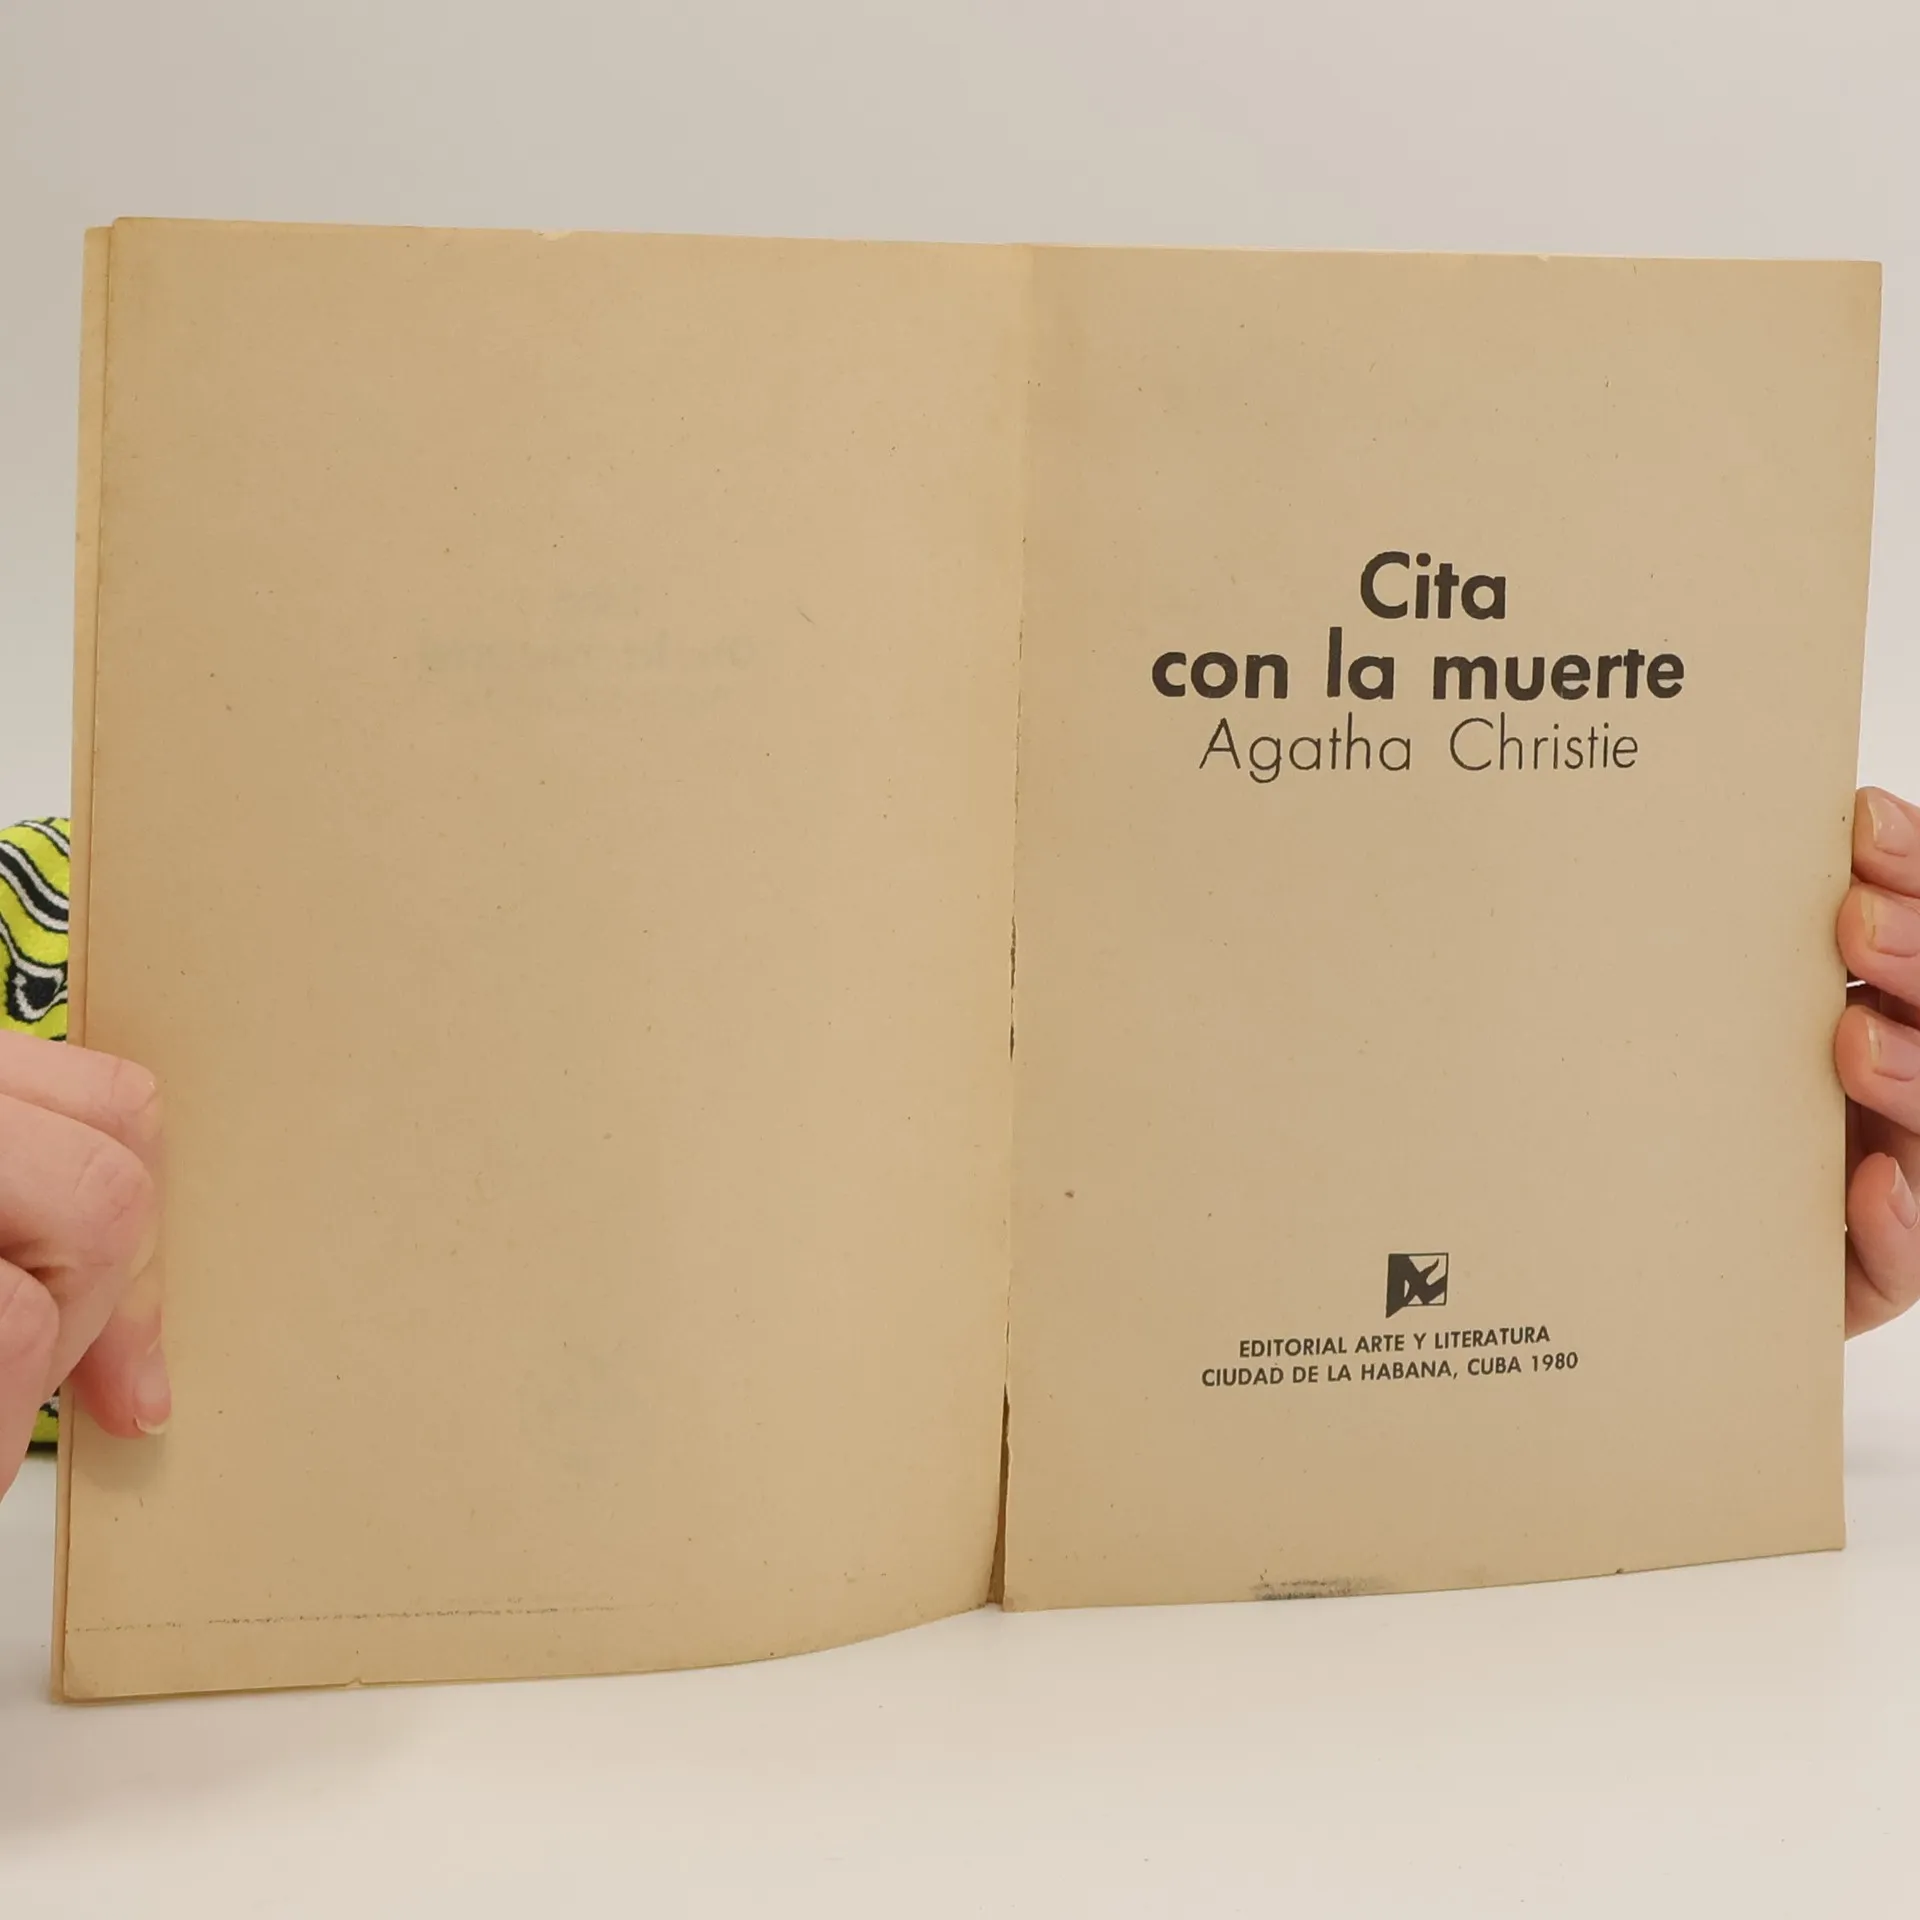 Cita
con la muerte
Agatha Christie
EDITORIAL ARTE Y LITERATURA
CIUDAD DE LA HABANA, CUBA 1980